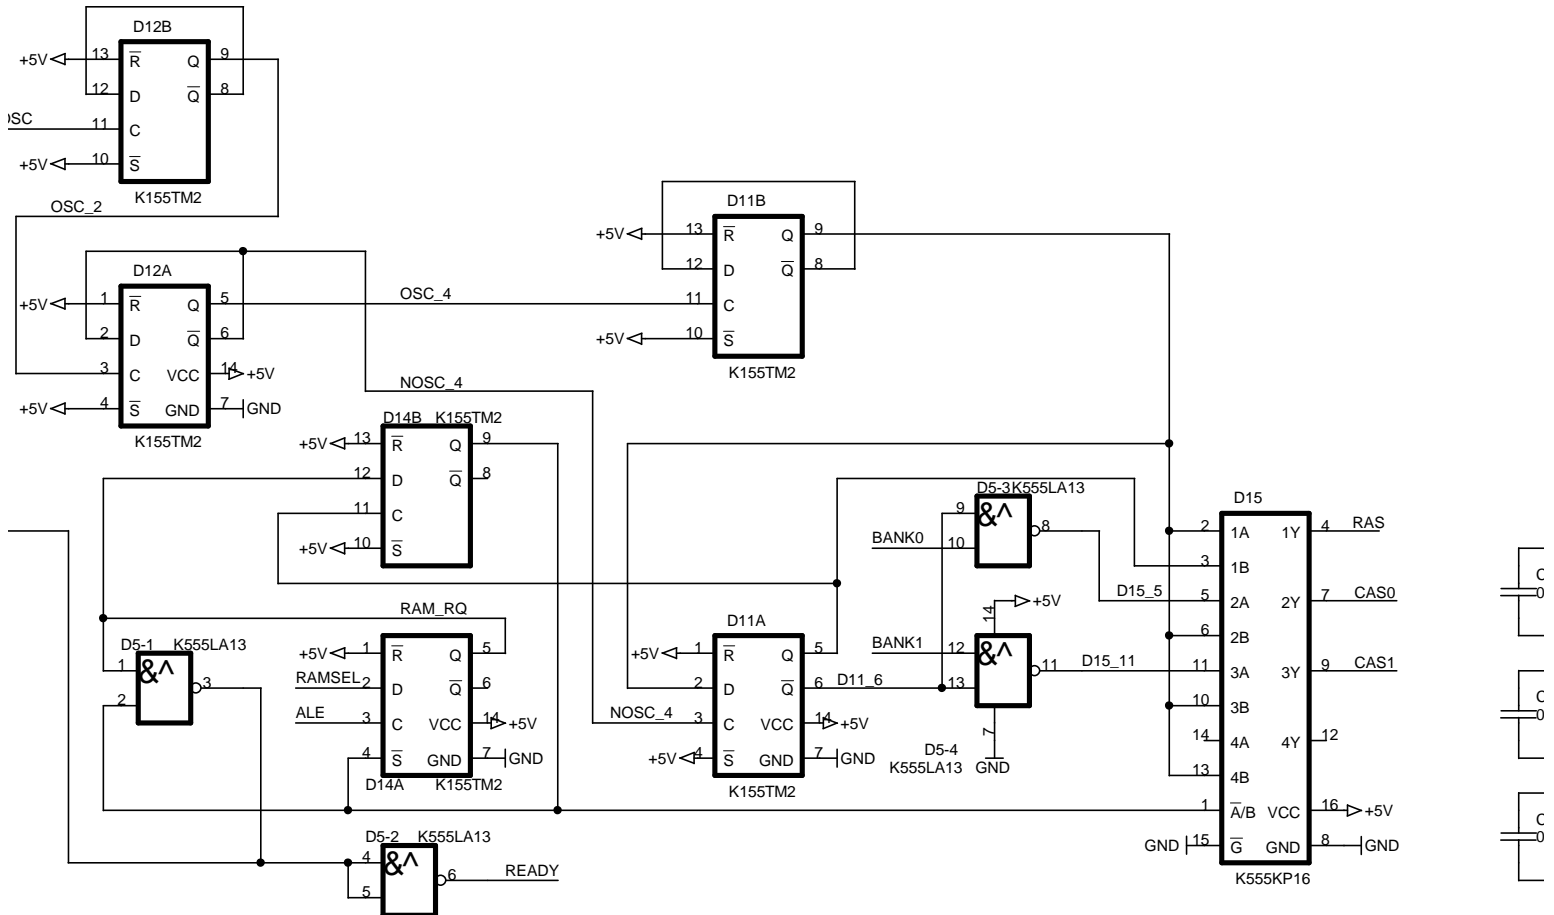 D12B
+5V 13 R Q 9
12 D Q 8
OSC 11 C
+5V 10 S
K155TM2
OSC_2
D12A
+5V 1 R Q 5
2 D Q 6
3 C VCC 14 +5V
+5V 4 S GND 7 GND
K155TM2
OSC_4
NOSC_4
D11B
+5V 13 R Q 9
12 D Q 8
11 C
+5V 10 S
K155TM2
D14B K155TM2
+5V 13 R Q 9
12 D Q 8
11 C
+5V 10 S
RAM_RQ
D5-1 K555LA13
1 &^
2 3
+5V 1 R Q 5
RAMSEL 2 D Q 6
ALE 3 C VCC 14 +5V
4 S GND 7 GND
D14A K155TM2
D5-2 K555LA13
4 &^
5 6 READY
D11A
+5V 1 R Q 5
2 D Q 6 D11_6
NOSC_4 3 C VCC 14 +5V
+5V 4 S GND 7 GND
K155TM2
D5-3 K555LA13
9 &^ 8
BANK0 10
D15_5
14 +5V
BANK1 12 &^ 11 D15_11
13
7
D5-4
K555LA13 GND
D15
2 1A 1Y 4 RAS
3 1B
5 2A 2Y 7 CAS0
6 2B
11 3A 3Y 9 CAS1
10 3B
14 4A 4Y 12
13 4B
1 A/B VCC 16 +5V
GND 15 G GND 8 GND
K555KP16
C
0
C
0
C
0